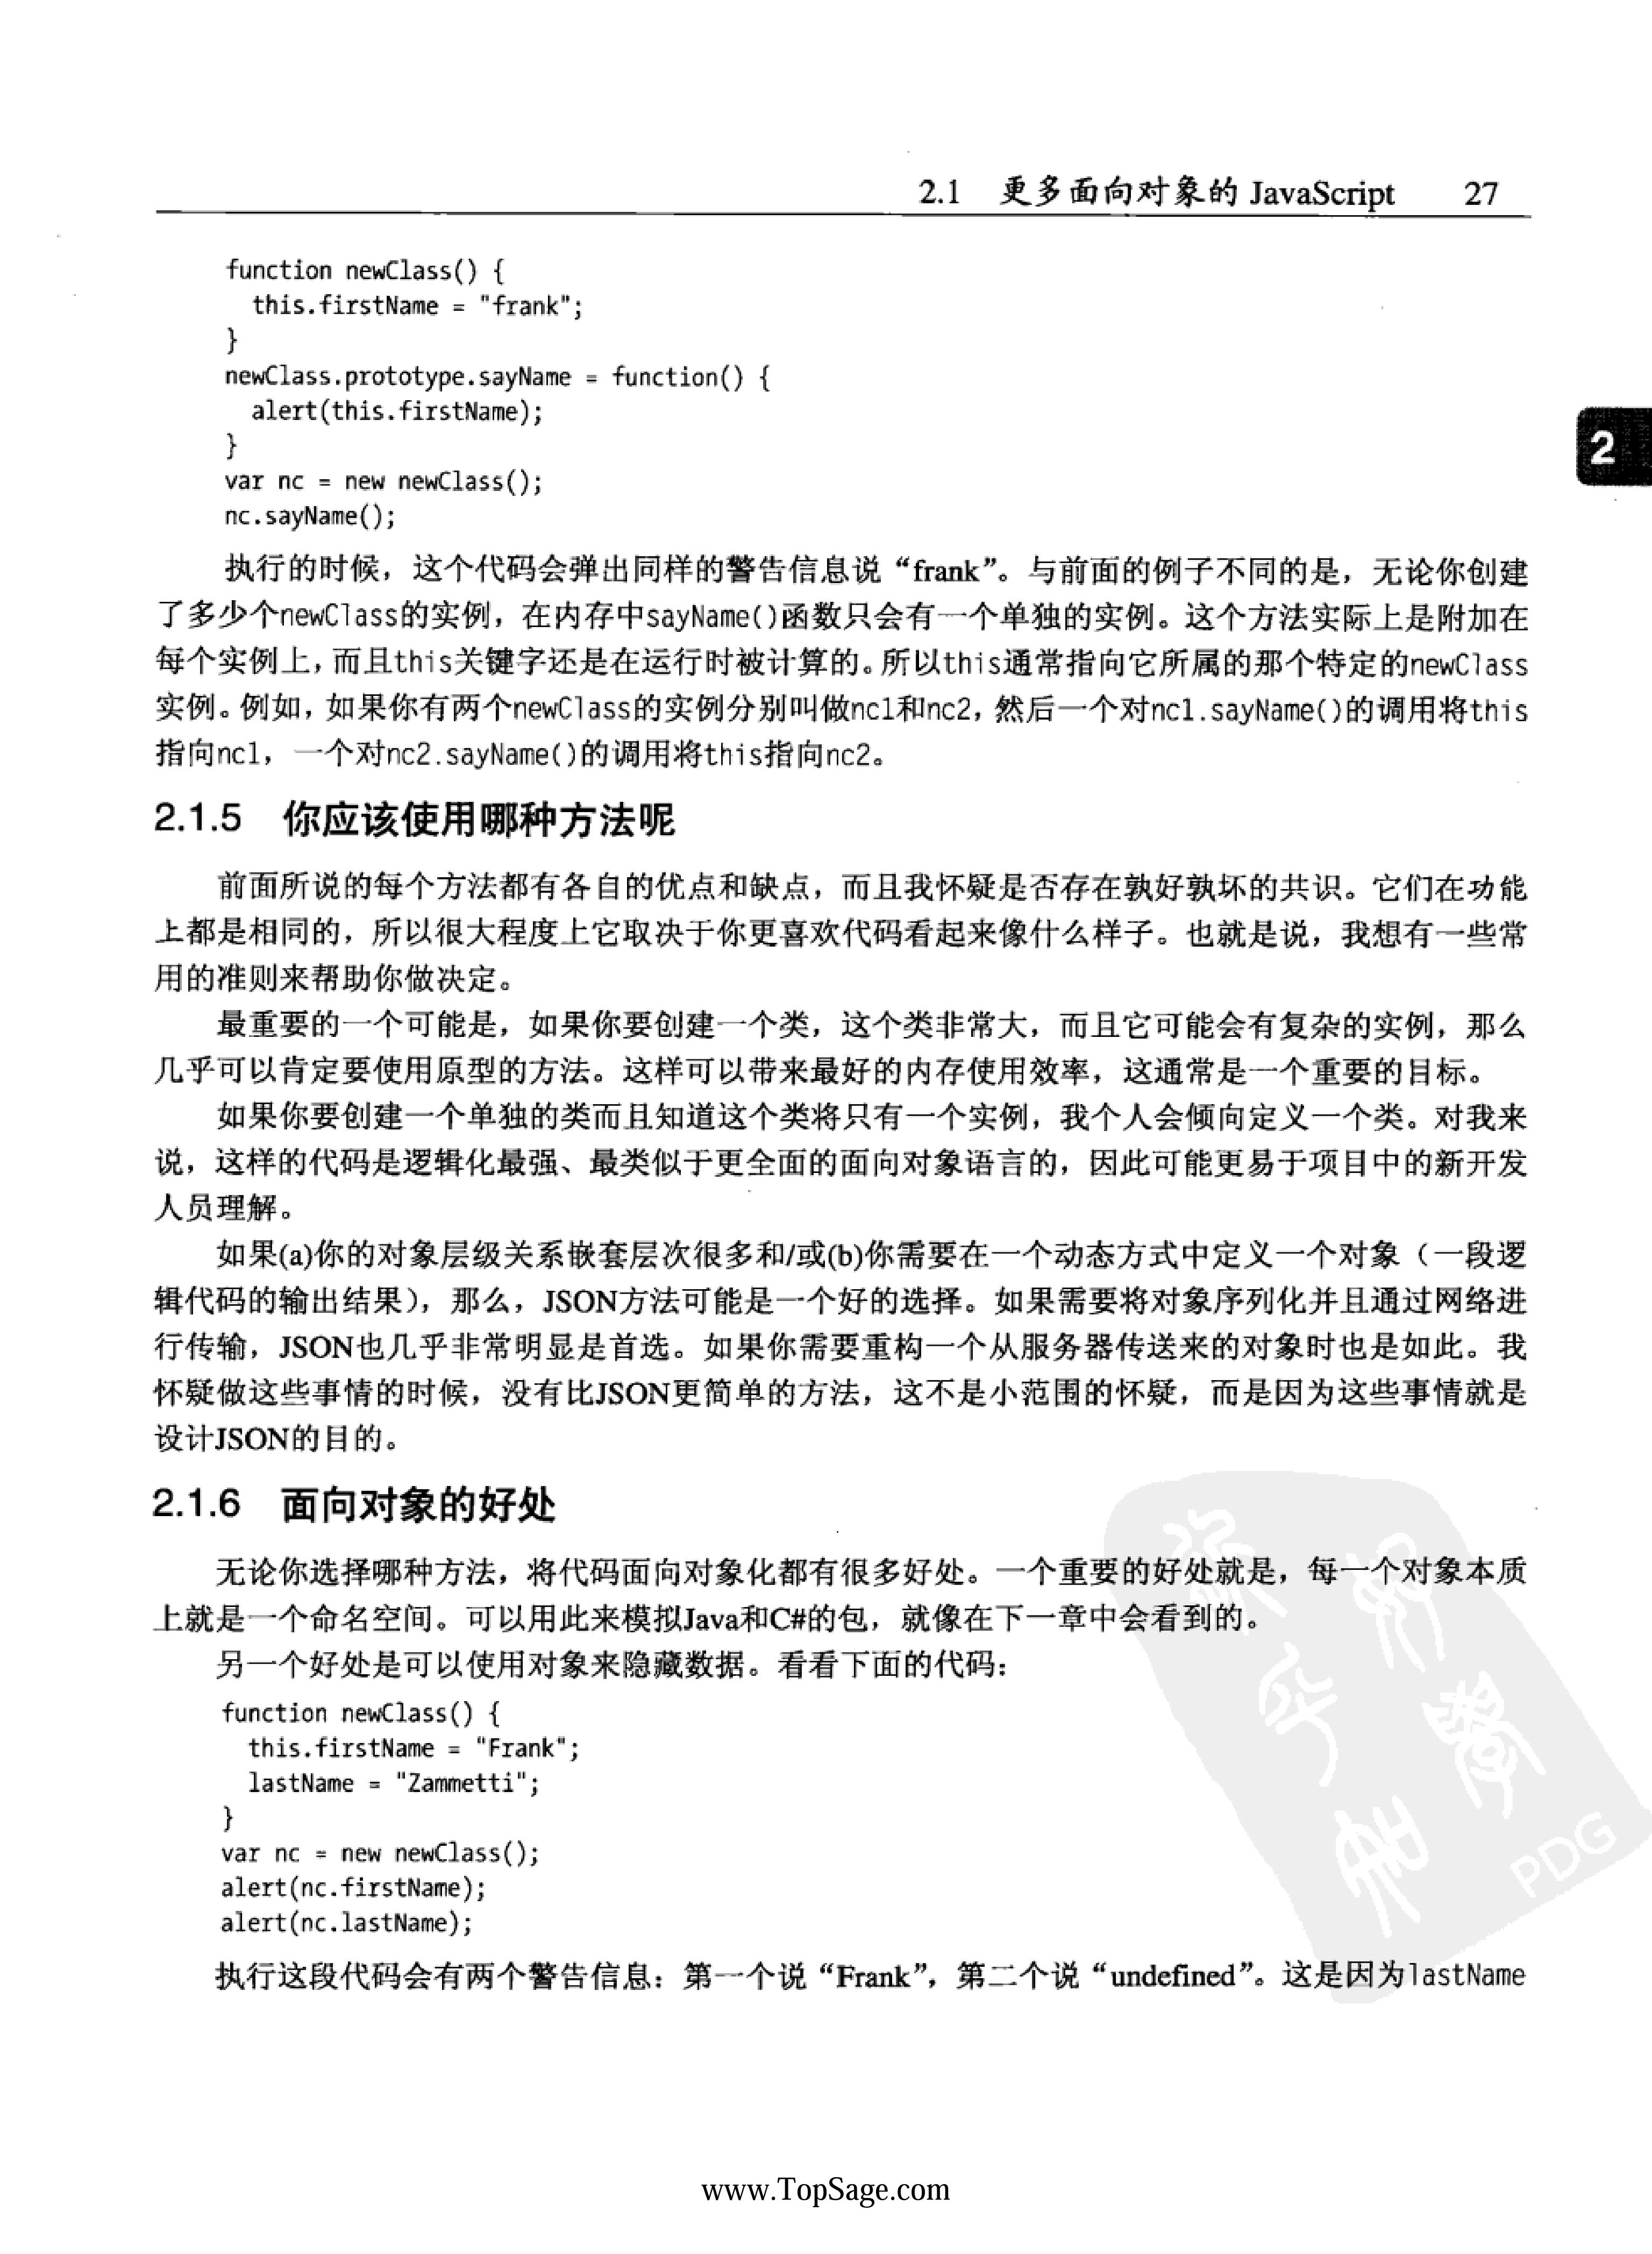 2.1 更多面向对象的 JavaScript 27
function newClass() {
this.firstName = "frank";
}
newClass.prototype.sayName = function() {
alert(this.firstName);
}
2
var nc = new newClass();
nc.sayName();
执行的时候，这个代码会弹出同样的警告信息说“frank”。与前面的例子不同的是，无论你创建
了多少个newClass的实例，在内存中sayName()函数只会有一个单独的实例。这个方法实际上是附加在
每个实例上，而且this关键字还是在运行时被计算的。所以this通常指向它所属的那个特定的newClass
实例。例如，如果你有两个newClass的实例分别叫做nc1和nc2，然后一个对nc1.sayName()的调用将this
指向nc1，一个对nc2.sayName()的调用将this指向nc2。
2.1.5 你应该使用哪种方法呢
前面所说的每个方法都有各自的优点和缺点，而且我怀疑是否存在孰好孰坏的共识。它们在功能
上都是相同的，所以很大程度上它取决于你更喜欢代码看起来像什么样子。也就是说，我想有一些常
用的准则来帮助你做决定。
最重要的一个可能是，如果你要创建一个类，这个类非常大，而且它可能会有复杂的实例，那么
几乎可以肯定要使用原型的方法。这样可以带来最好的内存使用效率，这通常是一个重要的目标。
如果你要创建一个单独的类而且知道这个类将只有一个实例，我个人会倾向定义一个类。对我来
说，这样的代码是逻辑化最强、最类似于更全面的面向对象语言的，因此可能更易于项目中的新开发
人员理解。
如果(a)你的对象层级关系嵌套层次很多和/或(b)你需要在一个动态方式中定义一个对象（一段逻
辑代码的输出结果），那么，JSON方法可能是一个好的选择。如果需要将对象序列化并且通过网络进
行传输，JSON也几乎非常明显是首选。如果你需要重构一个从服务器传送来的对象时也是如此。我
怀疑做这些事情的时候，没有比JSON更简单的方法，这不是小范围的怀疑，而是因为这些事情就是
设计JSON的目的。
2.1.6 面向对象的好处
无论你选择哪种方法，将代码面向对象化都有很多好处。一个重要的好处就是，每一个对象本质
上就是一个命名空间。可以用此来模拟Java和C#的包，就像在下一章中会看到的。
另一个好处是可以使用对象来隐藏数据。看看下面的代码：
function newClass() {
this.firstName = "Frank";
lastName = "Zammetti";
}
var nc = new newClass();
alert(nc.firstName);
alert(nc.lastName);
PDG
执行这段代码会有两个警告信息：第一个说“Frank”，第二个说“undefined”。这是因为lastName
www.TopSage.com